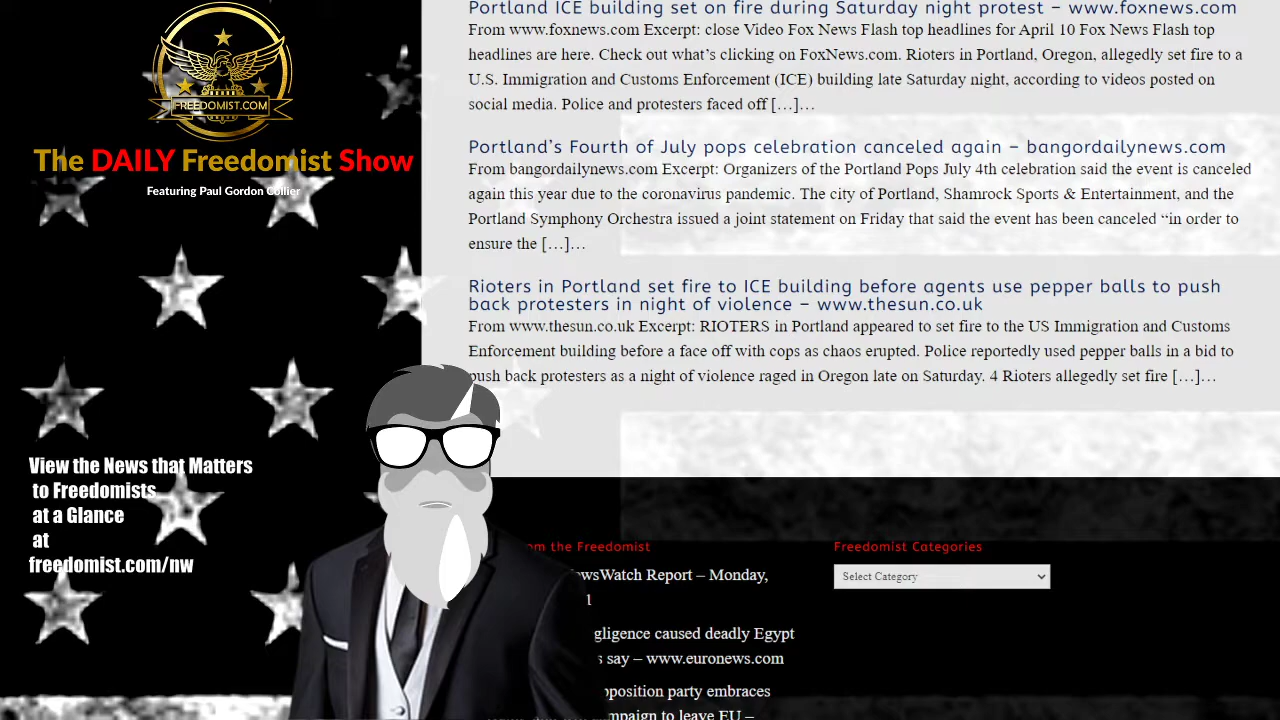 FREEDOMIST.COM
The DAILY Freedomist Show
Featuring Paul Gordon Collier
View the News that Matters
to Freedomists
at a Glance
at
freedomist.com/nw
Portland ICE building set on fire during Saturday night protest – www.foxnews.com
From www.foxnews.com Excerpt: close Video Fox News Flash top headlines for April 10 Fox News Flash top
headlines are here. Check out what’s clicking on FoxNews.com. Rioters in Portland, Oregon, allegedly set fire to a
U.S. Immigration and Customs Enforcement (ICE) building late Saturday night, according to videos posted on
social media. Police and protesters faced off […]…
Portland’s Fourth of July pops celebration canceled again – bangordailynews.com
From bangordailynews.com Excerpt: Organizers of the Portland Pops July 4th celebration said the event is canceled
again this year due to the coronavirus pandemic. The city of Portland, Shamrock Sports & Entertainment, and the
Portland Symphony Orchestra issued a joint statement on Friday that said the event has been canceled “in order to
ensure the […]…
Rioters in Portland set fire to ICE building before agents use pepper balls to push
back protesters in night of violence – www.thesun.co.uk
From www.thesun.co.uk Excerpt: RIOTERS in Portland appeared to set fire to the US Immigration and Customs
Enforcement building before a face off with cops as chaos erupted. Police reportedly used pepper balls in a bid to
push back protesters as a night of violence raged in Oregon late on Saturday. 4 Rioters allegedly set fire […]…
the Freedomist
Report – Monday,
caused deadly Egypt
say – www.euronews.com
party embraces
to leave EU –
Freedomist Categories
Select Category